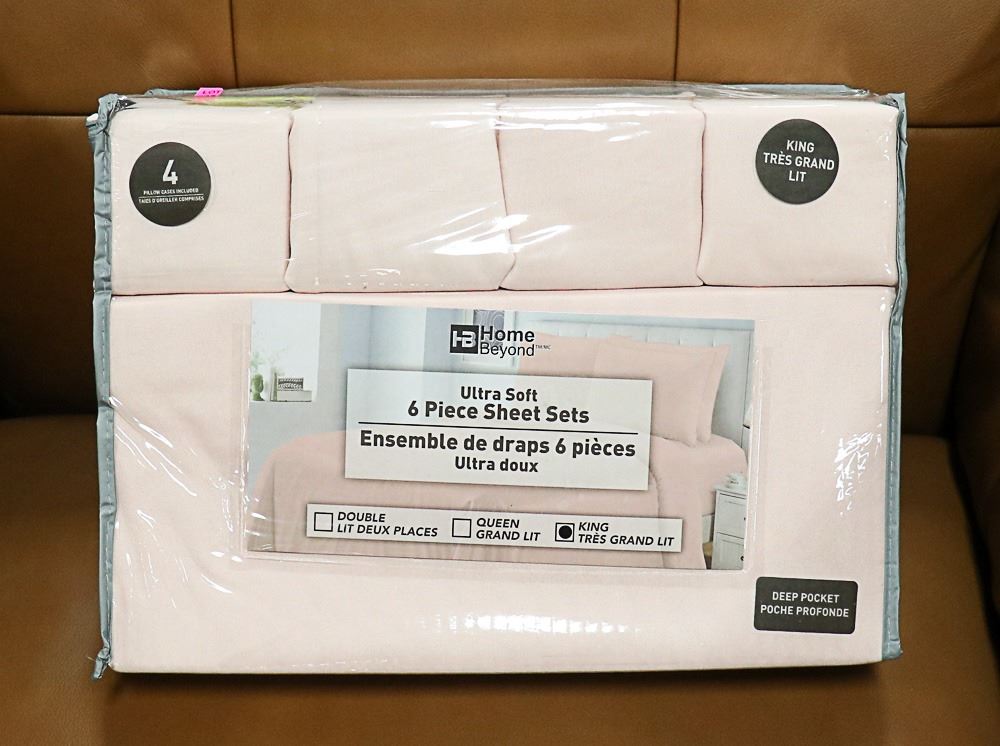 LOT
4
PILLOW CASES INCLUDED
TAIES D'OREILLER COMPRISES
KING
TRÈS GRAND
LIT
HB Home
Beyond TM/MC
Ultra Soft
6 Piece Sheet Sets
Ensemble de draps 6 pièces
Ultra doux
DOUBLE
LIT DEUX PLACES
QUEEN
GRAND LIT
KING
TRÈS GRAND LIT
DEEP POCKET
POCHE PROFONDE